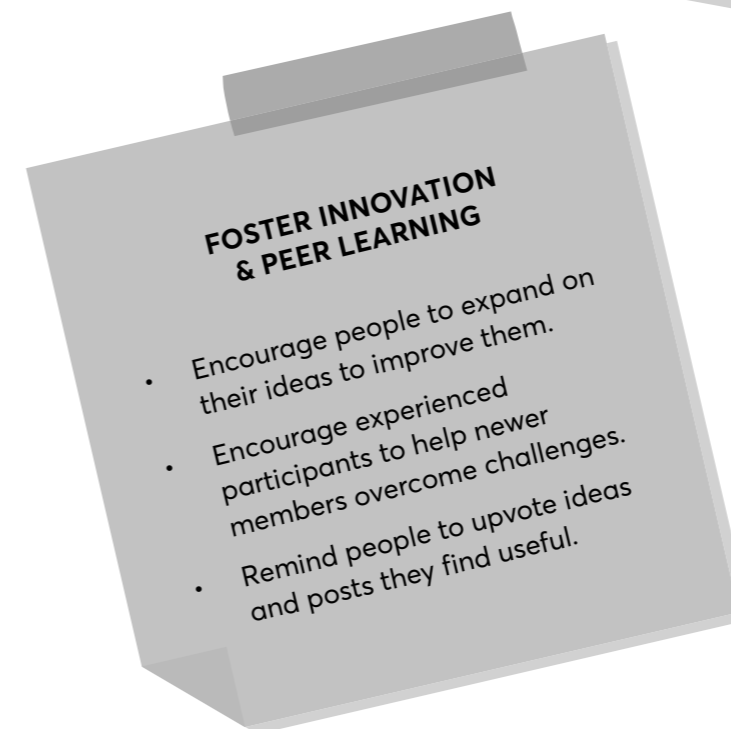 FOSTER INNOVATION
& PEER LEARNING
• Encourage people to expand on
their ideas to improve them.
• Encourage experienced
participants to help newer
members overcome challenges.
• Remind people to upvote ideas
and posts they find useful.